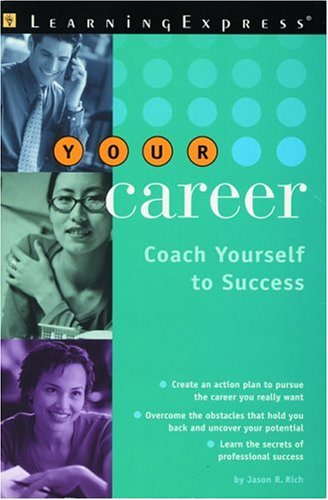 LEARNINGEXPRESS®
YOUR
career
Coach Yourself
to Success
Create an action plan to pursue
the career you really want
Overcome the obstacles that hold you
back and uncover your potential
Learn the secrets of
professional success
by Jason R. Rich